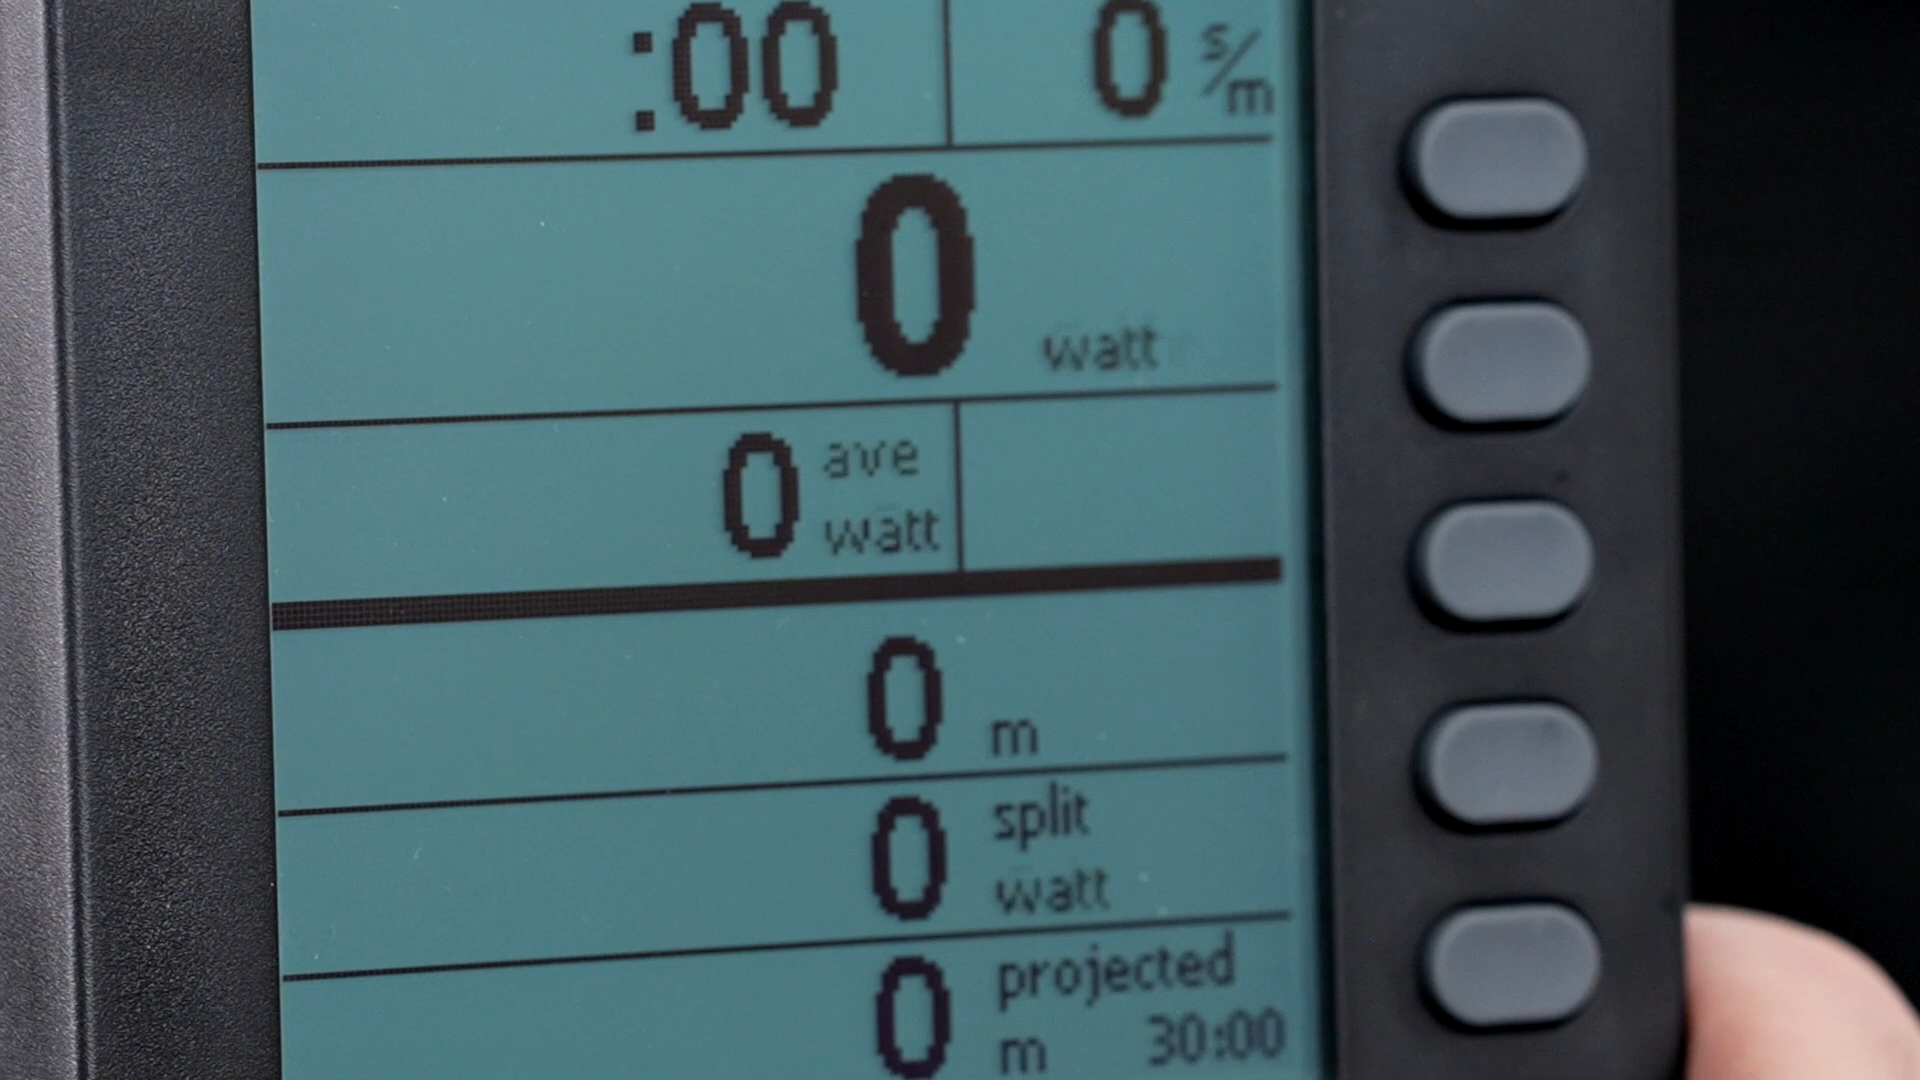 :00 0 s/m
0 watt
0 ave
watt
0 m
0 split
watt
0 projected
m 30:00